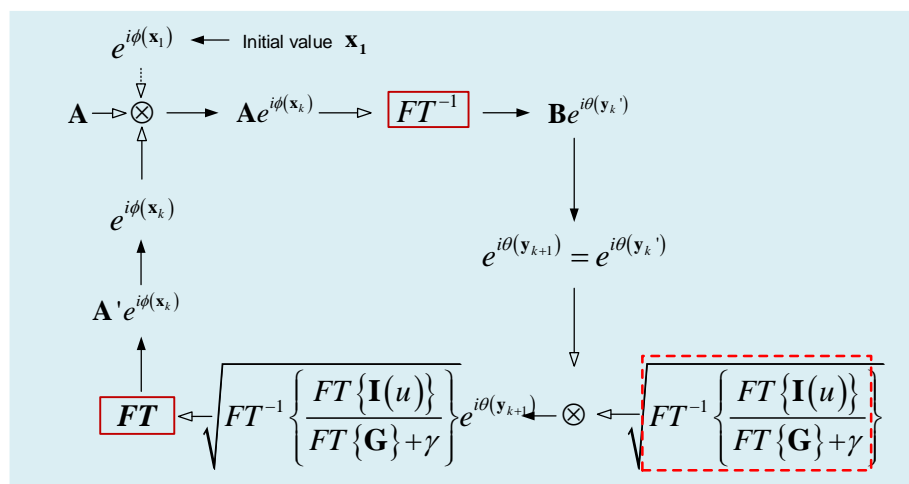 e^{iϕ(x_1)} Initial value x_1
A ⊗ Ae^{iϕ(x_k)} FT^{-1} Be^{iθ(y_k')}
e^{iϕ(x_k)}
e^{iθ(y_{k+1})} = e^{iθ(y_k')}
A'e^{iϕ(x_k)}
FT √(FT^{-1}{FT{I(u)}/(FT{G}+γ)}) e^{iθ(y_{k+1})} ⊗ √(FT^{-1}{FT{I(u)}/(FT{G}+γ)})